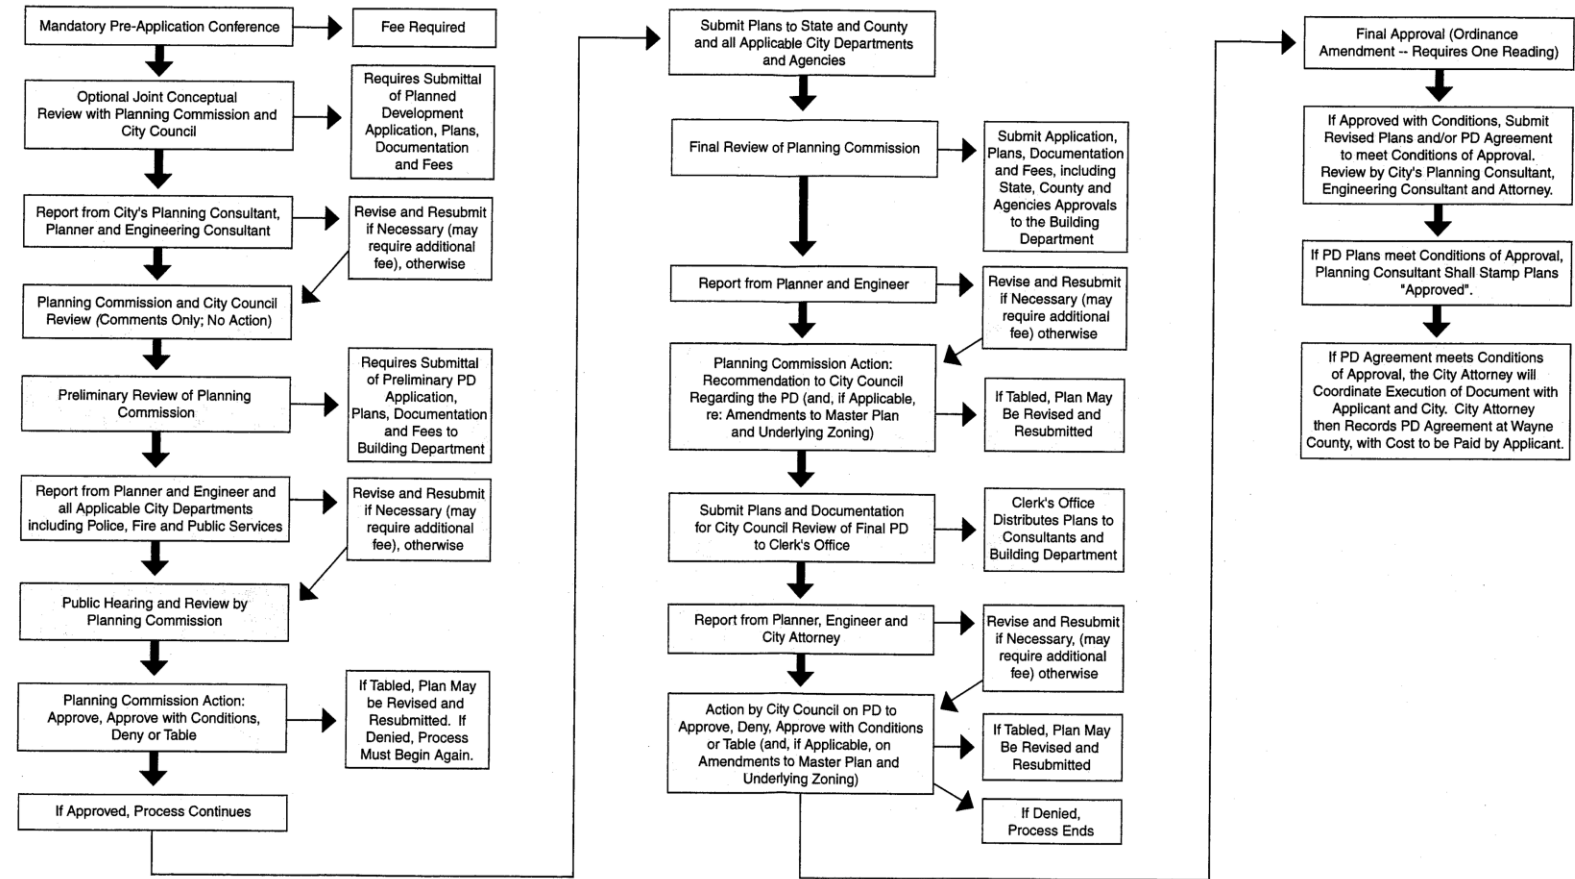 Mandatory Pre-Application Conference
Fee Required
Optional Joint Conceptual
Review with Planning Commission and
City Council
Requires Submittal
of Planned
Development
Application, Plans,
Documentation
and Fees
Report from City's Planning Consultant,
Planner and Engineering Consultant
Revise and Resubmit
if Necessary (may
require additional
fee), otherwise
Planning Commission and City Council
Review (Comments Only; No Action)
Preliminary Review of Planning
Commission
Requires Submittal
of Preliminary PD
Application,
Plans, Documentation
and Fees to
Building Department
Report from Planner and Engineer and
all Applicable City Departments
including Police, Fire and Public Services
Revise and Resubmit
if Necessary (may
require additional
fee), otherwise
Public Hearing and Review by
Planning Commission
Planning Commission Action:
Approve, Approve with Conditions,
Deny or Table
If Tabled, Plan May
be Revised and
Resubmitted. If
Denied, Process
Must Begin Again.
If Approved, Process Continues
Submit Plans to State and County
and all Applicable City Departments
and Agencies
Final Review of Planning Commission
Submit Application,
Plans, Documentation
and Fees, including
State, County and
Agencies Approvals
to the Building
Department
Report from Planner and Engineer
Revise and Resubmit
if Necessary (may
require additional
fee) otherwise
Planning Commission Action:
Recommendation to City Council
Regarding the PD (and, if Applicable,
re: Amendments to Master Plan
and Underlying Zoning)
If Tabled, Plan May
Be Revised and
Resubmitted
Submit Plans and Documentation
for City Council Review of Final PD
to Clerk's Office
Clerk's Office
Distributes Plans to
Consultants and
Building Department
Report from Planner, Engineer and
City Attorney
Revise and Resubmit
if Necessary, (may
require additional
fee) otherwise
Action by City Council on PD to
Approve, Deny, Approve with Conditions
or Table (and, if Applicable, on
Amendments to Master Plan and
Underlying Zoning)
If Tabled, Plan May
Be Revised and
Resubmitted
If Denied,
Process Ends
Final Approval (Ordinance
Amendment -- Requires One Reading)
If Approved with Conditions, Submit
Revised Plans and/or PD Agreement
to meet Conditions of Approval.
Review by City's Planning Consultant,
Engineering Consultant and Attorney.
If PD Plans meet Conditions of Approval,
Planning Consultant Shall Stamp Plans
"Approved".
If PD Agreement meets Conditions
of Approval, the City Attorney will
Coordinate Execution of Document with
Applicant and City. City Attorney
then Records PD Agreement at Wayne
County, with Cost to be Paid by Applicant.